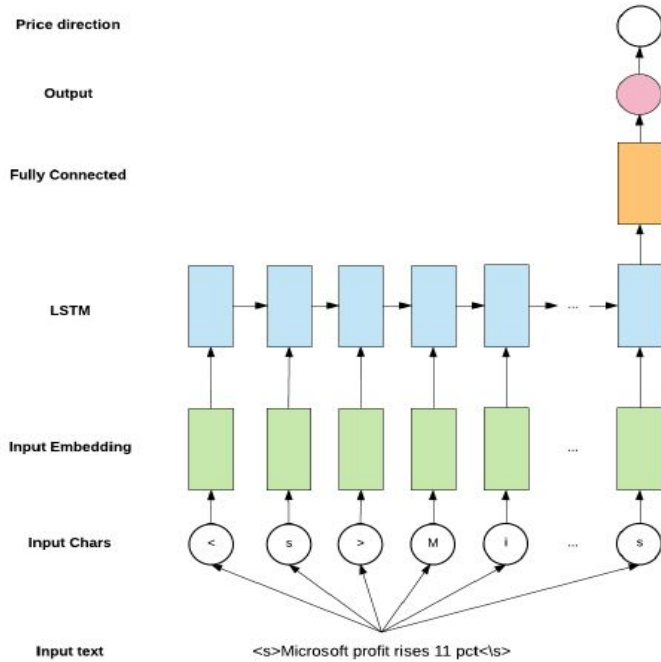 Price direction
Output
Fully Connected
LSTM
...
Input Embedding
...
Input Chars
< s > M i ... s
Input text
<s>Microsoft profit rises 11 pct<\s>